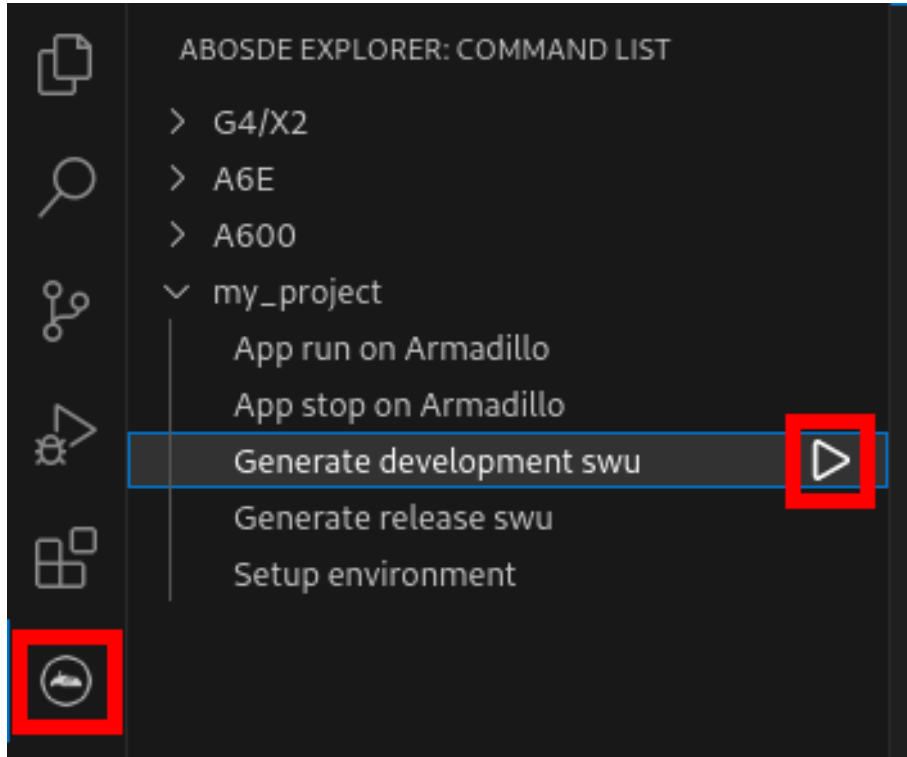 ABOSDE EXPLORER: COMMAND LIST
G4/X2
A6E
A600
my_project
App run on Armadillo
App stop on Armadillo
Generate development swu
Generate release swu
Setup environment